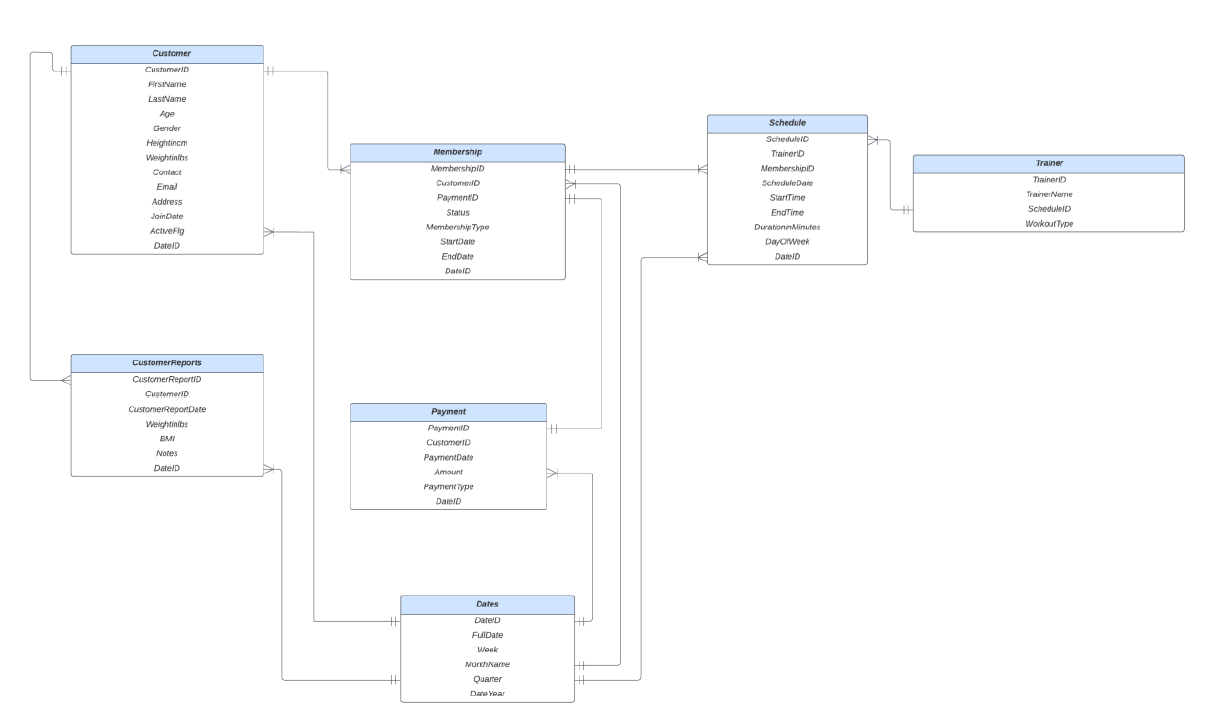 Customer
CustomerID
FirstName
LastName
Age
Gender
Heightincm
Weightinlbs
Contact
Email
Address
JoinDate
ActiveFlg
DateID
Membership
MembershipID
CustomerID
PaymentID
Status
MembershipType
StartDate
EndDate
DateID
Schedule
ScheduleID
TrainerID
MembershipID
ScheduleDate
StartTime
EndTime
DurationinMinutes
DayOfWeek
DateID
Trainer
TrainerID
TrainerName
ScheduleID
WorkoutType
CustomerReports
CustomerReportID
CustomerID
CustomerReportDate
Weightinlbs
BMI
Notes
DateID
Payment
PaymentID
CustomerID
PaymentDate
Amount
PaymentType
DateID
Dates
DateID
FullDate
Week
MonthName
Quarter
DateYear